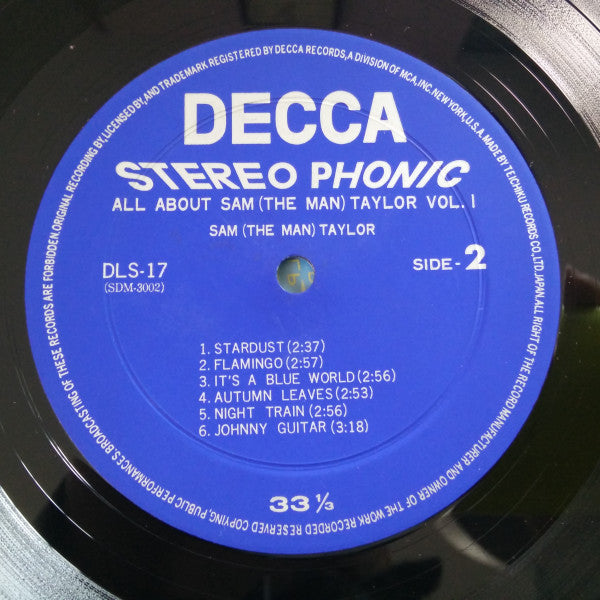 ORIGINAL RECORDING BY, LICENSED BY, AND TRADEMARK REGISTERED BY DECCA RECORDS, A DIVISION OF MCA, INC. NEW YORK, U.S.A. MADE BY TEICHIKU RECORDS CO., LTD. JAPAN. ALL RIGHT OF THE RECORD MANUFACTURER AND OWNER OF THE WORK RECORDED RESERVED COPYING, PUBLIC PERFORMANCES BROADCASTING OF THESE RECORDS ARE FORBIDDEN.
DECCA
STEREO PHONIC
ALL ABOUT SAM (THE MAN) TAYLOR VOL. 1
SAM (THE MAN) TAYLOR
DLS-17
(SDM-3002)
SIDE-2
1. STARDUST (2:37)
2. FLAMINGO (2:57)
3. IT'S A BLUE WORLD (2:56)
4. AUTUMN LEAVES (2:53)
5. NIGHT TRAIN (2:56)
6. JOHNNY GUITAR (3:18)
33 ⅓